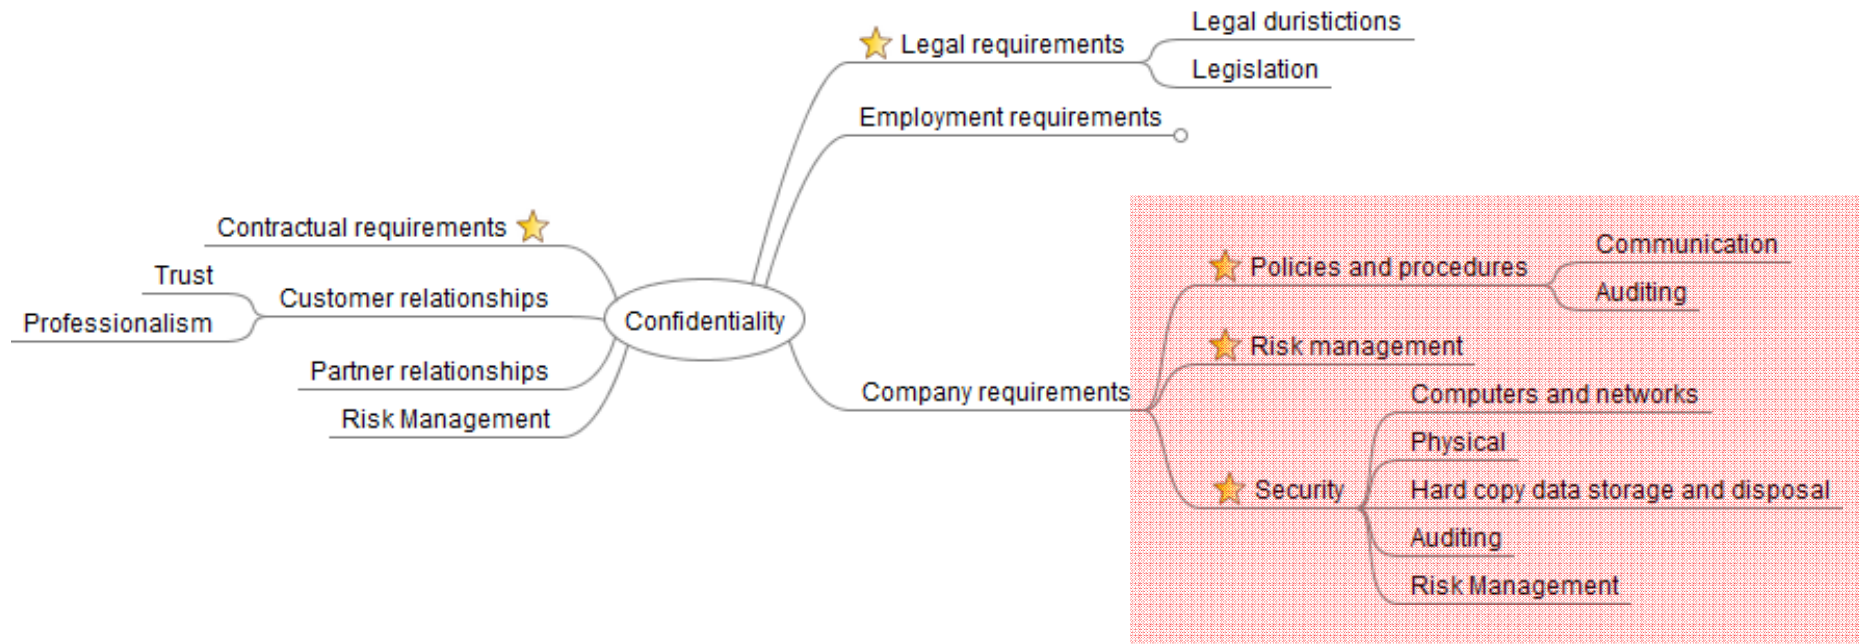 Legal duristictions
Legal requirements
Legislation
Employment requirements
Contractual requirements
Trust
Customer relationships
Professionalism
Confidentiality
Partner relationships
Risk Management
Company requirements
Communication
Policies and procedures
Auditing
Risk management
Computers and networks
Physical
Security
Hard copy data storage and disposal
Auditing
Risk Management